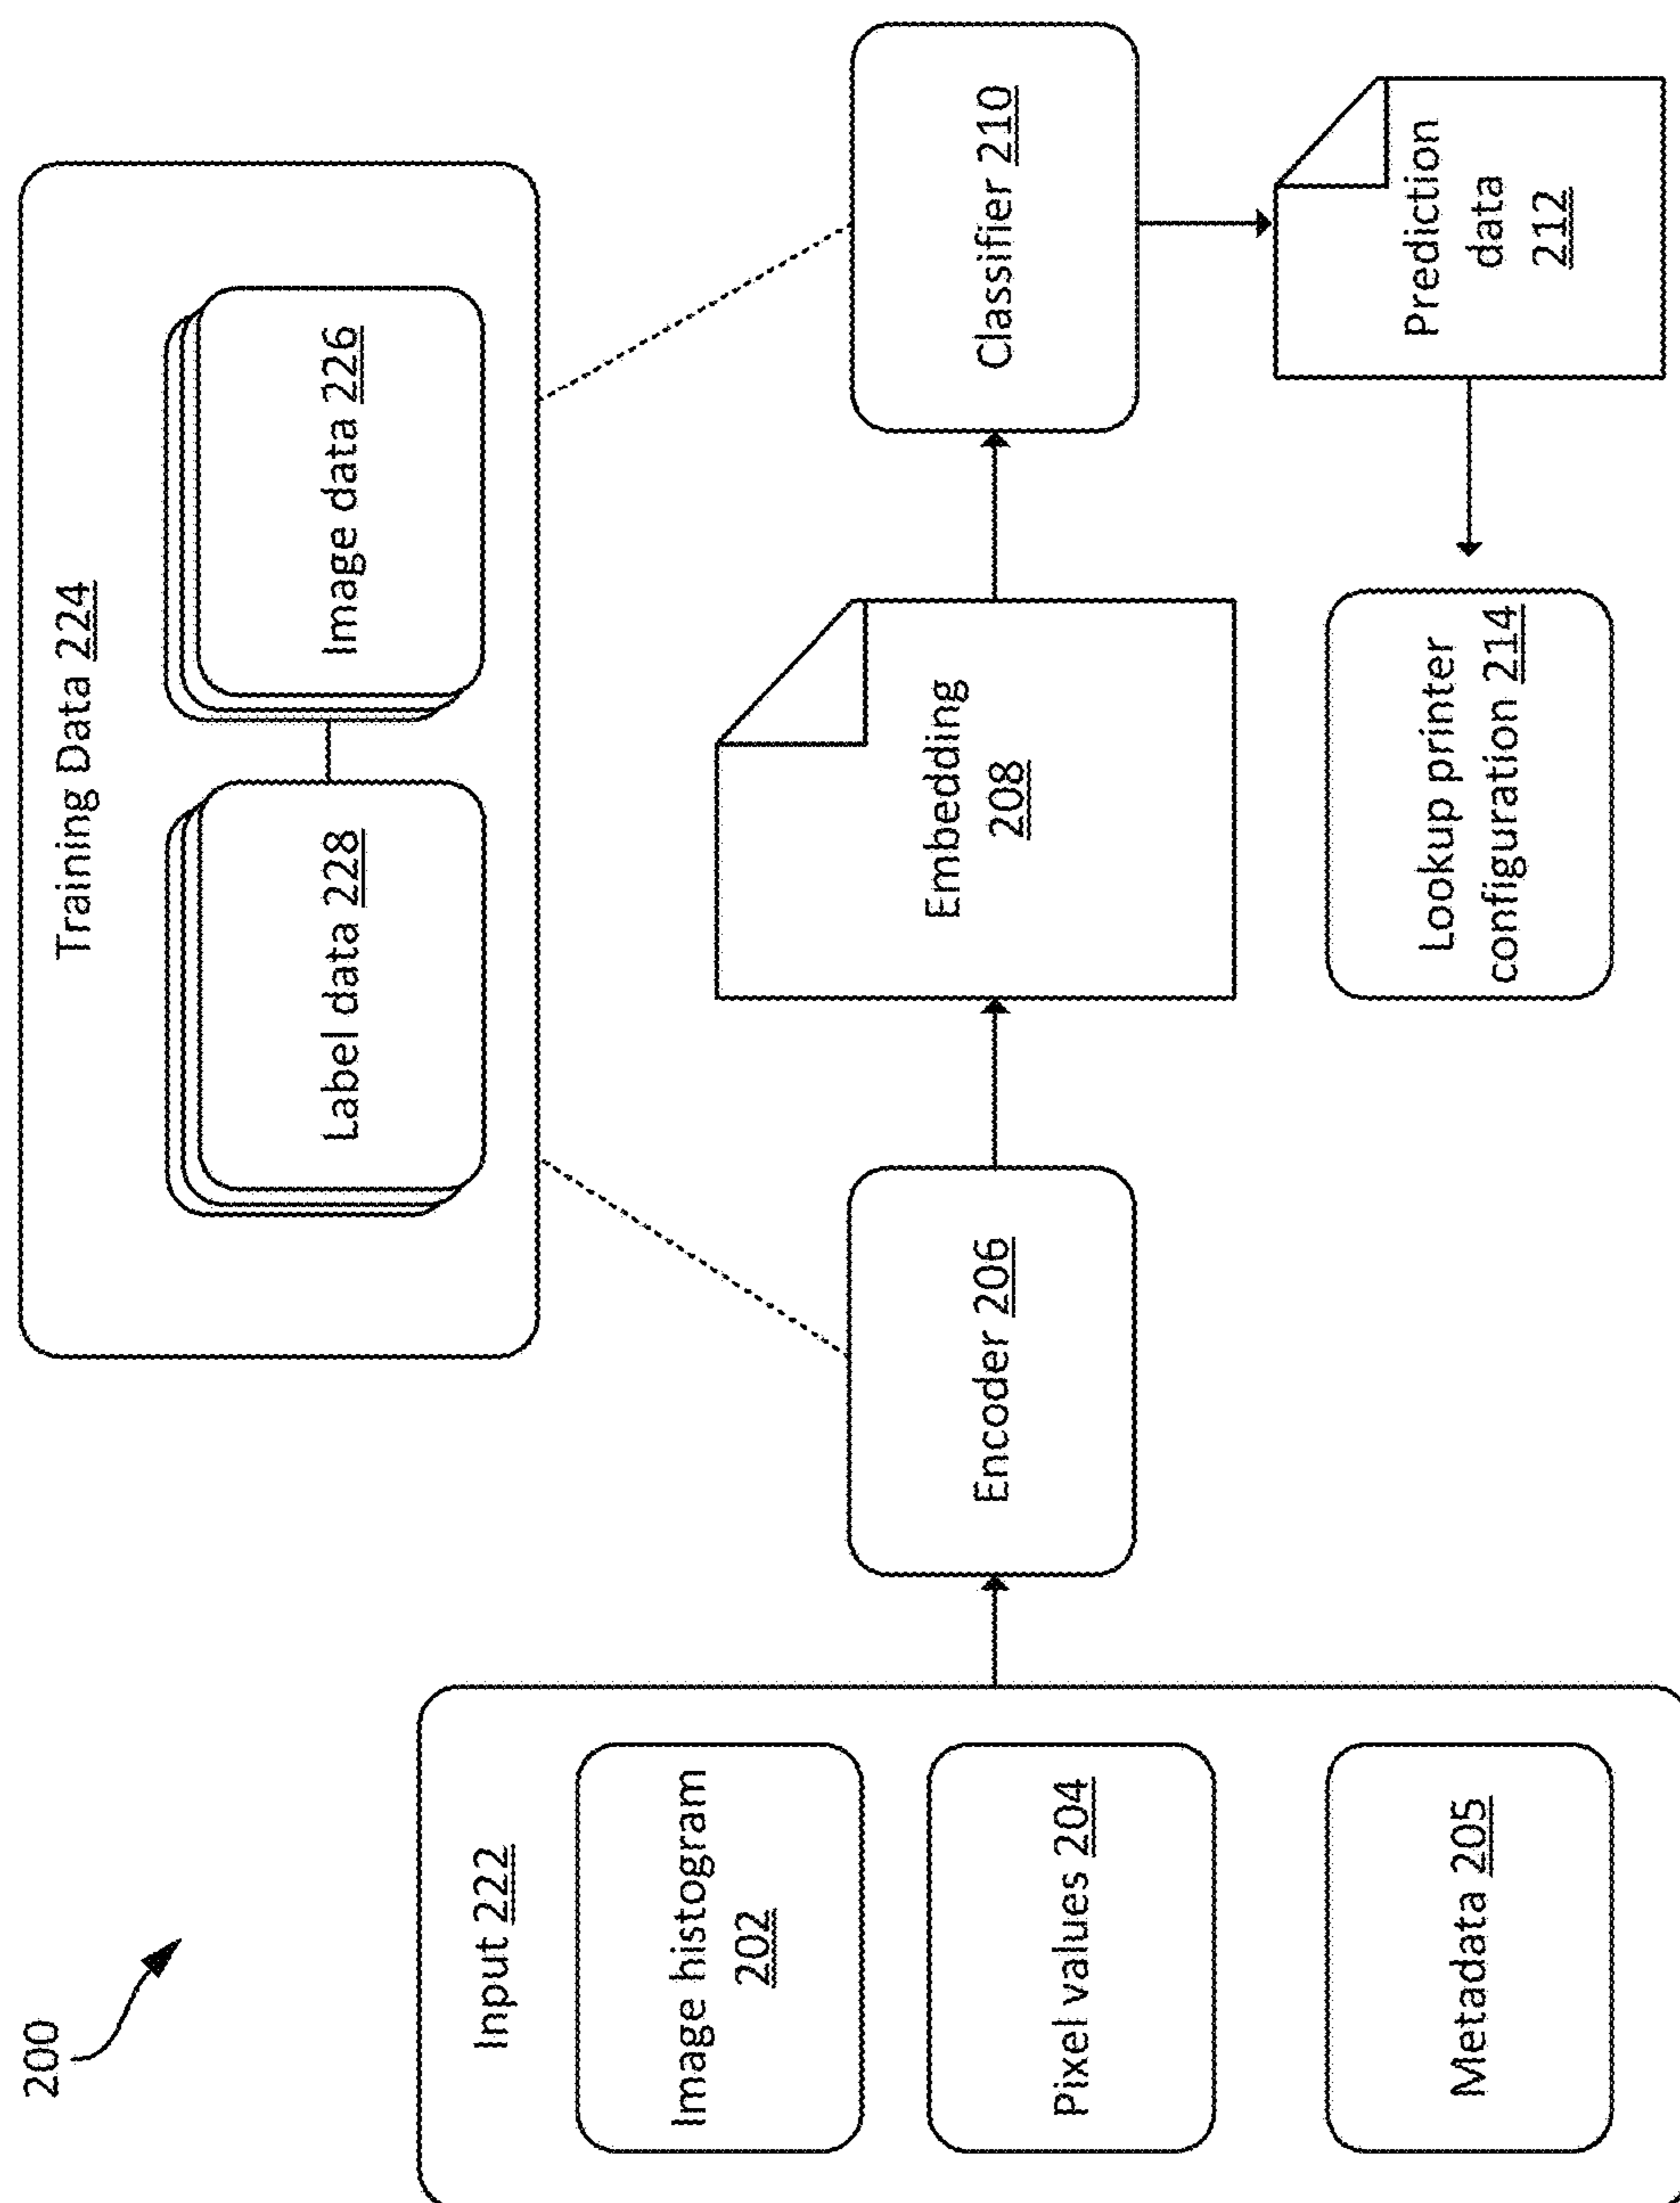 200
Training Data 224
Label data 228
Image data 226
Input 222
Image histogram
202
Pixel values 204
Metadata 205
Encoder 206
Embedding
208
Classifier 210
Prediction
data
212
Lookup printer
configuration 214